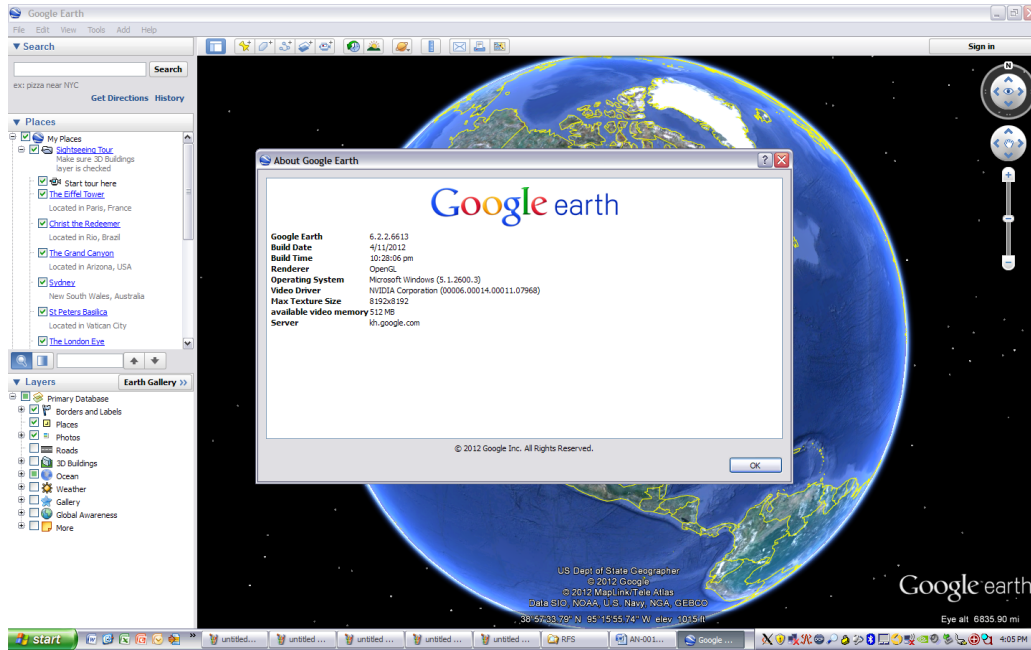 Google Earth
File Edit View Tools Add Help
▼ Search
Search
ex: pizza near NYC
Get Directions History
▼ Places
My Places
Sightseeing Tour
Make sure 3D Buildings
layer is checked
Start tour here
The Eiffel Tower
Located in Paris, France
Christ the Redeemer
Located in Rio, Brazil
The Grand Canyon
Located in Arizona, USA
Sydney
New South Wales, Australia
St Peters Basilica
Located in Vatican City
The London Eye
▼ Layers
Earth Gallery >>
Primary Database
Borders and Labels
Places
Photos
Roads
3D Buildings
Ocean
Weather
Gallery
Global Awareness
More
Sign in
N
About Google Earth
Google earth
Google Earth 6.2.2.6613
Build Date 4/11/2012
Build Time 10:28:06 pm
Renderer OpenGL
Operating System Microsoft Windows (5.1.2600.3)
Video Driver NVIDIA Corporation (00006.00014.00011.07968)
Max Texture Size 8192x8192
available video memory 512 MB
Server kh.google.com
© 2012 Google Inc. All Rights Reserved.
OK
US Dept of State Geographer
© 2012 Google
© 2012 MapLink/Tele Atlas
Data SIO, NOAA, U.S. Navy, NGA, GEBCO
38°57'33.79" N 95°15'55.74" W elev 1015 ft
Google earth
Eye alt 6835.90 mi
start
untitled...
untitled ...
untitled ...
untitled ...
untitled ...
RFS
AN-001...
Google ...
4:05 PM